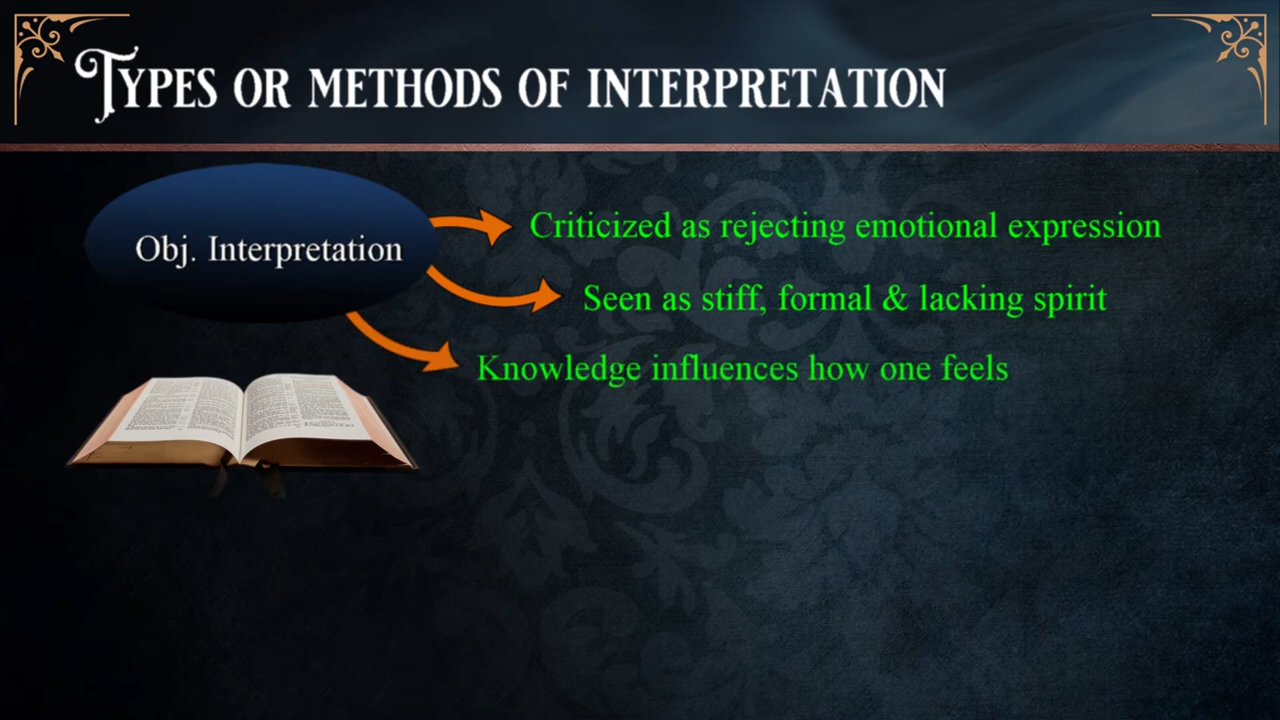 Types or methods of interpretation
Obj. Interpretation
Criticized as rejecting emotional expression
Seen as stiff, formal & lacking spirit
Knowledge influences how one feels